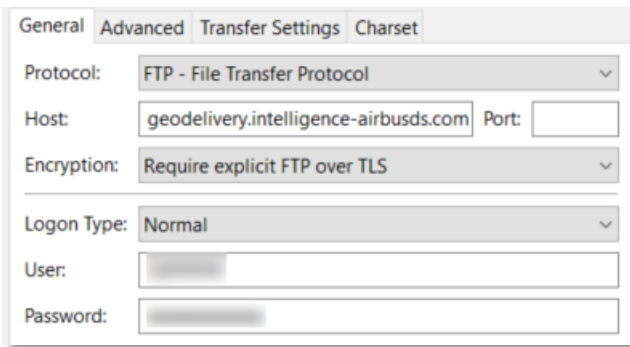 General Advanced Transfer Settings Charset
Protocol: FTP - File Transfer Protocol
Host: geodelivery.intelligence-airbusds.com Port:
Encryption: Require explicit FTP over TLS
Logon Type: Normal
User:
Password: